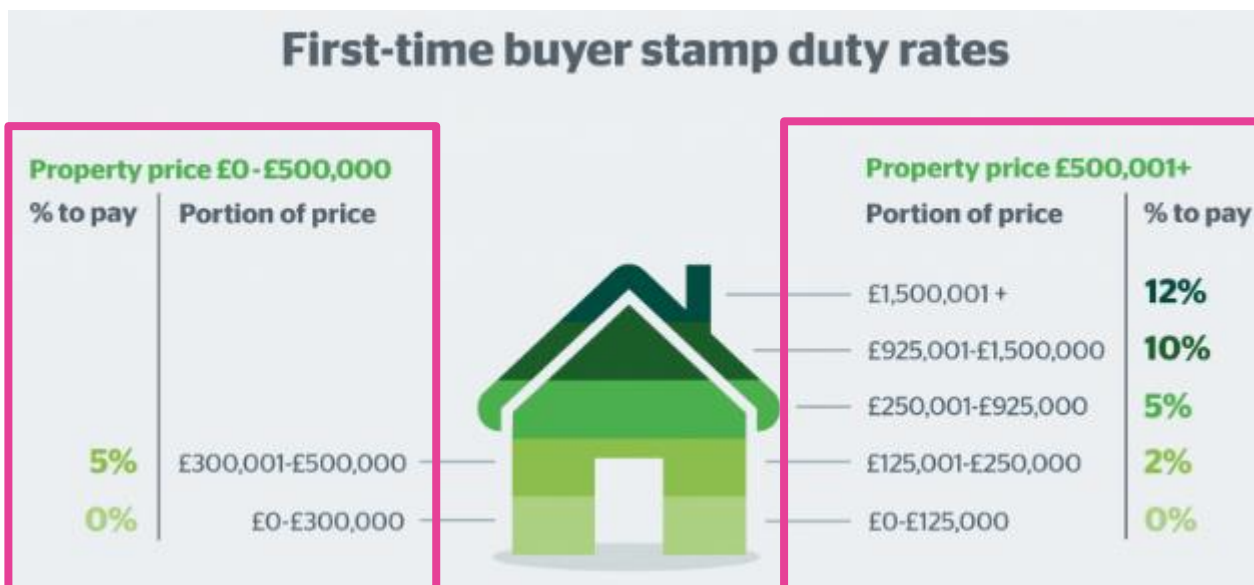 First-time buyer stamp duty rates
Property price £0-£500,000
% to pay Portion of price
5% £300,001-£500,000
0% £0-£300,000
Property price £500,001+
Portion of price % to pay
£1,500,001 + 12%
£925,001-£1,500,000 10%
£250,001-£925,000 5%
£125,001-£250,000 2%
£0-£125,000 0%